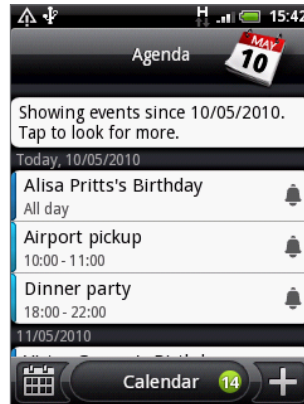 H 15:42
Agenda
MAY
10
Showing events since 10/05/2010.
Tap to look for more.
Today, 10/05/2010
Alisa Pritts's Birthday
All day
Airport pickup
10:00 - 11:00
Dinner party
18:00 - 22:00
11/05/2010
Calendar 14